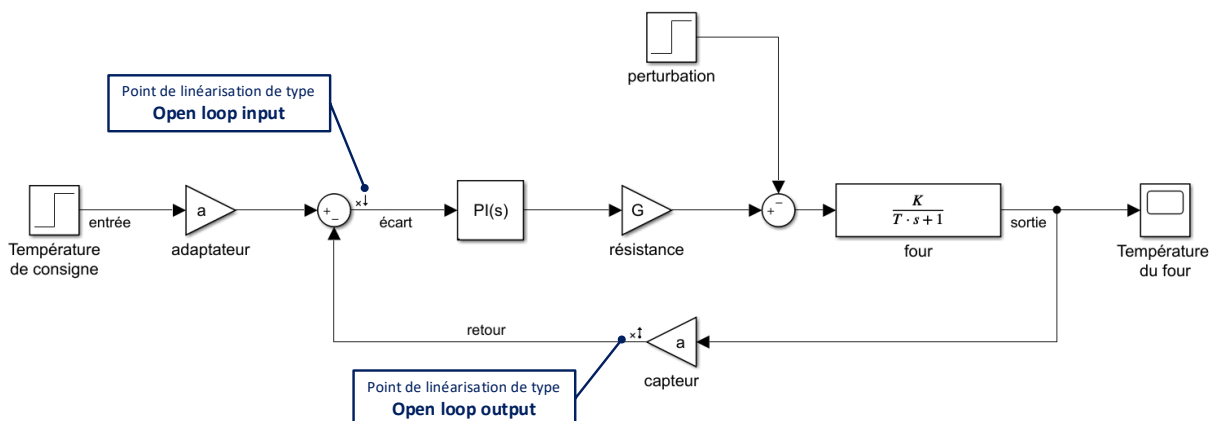 perturbation
Point de linéarisation de type
Open loop input
entrée
Température
de consigne
a
adaptateur
+
−
écart
PI(s)
G
résistance
+
−
K
T · s + 1
four
sortie
Température
du four
retour
a
capteur
Point de linéarisation de type
Open loop output